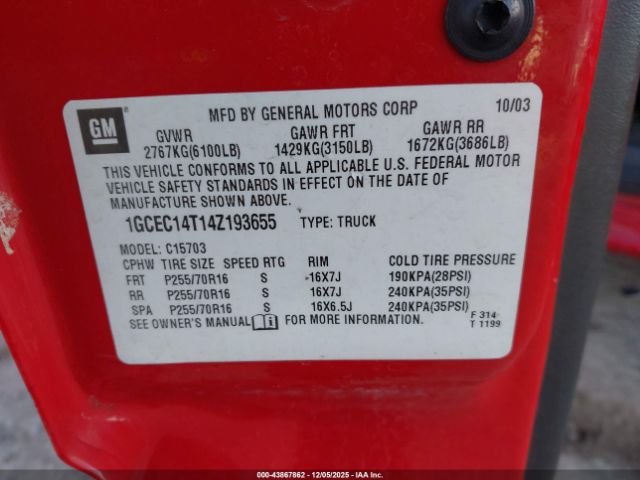 MFD BY GENERAL MOTORS CORP 10/03
GM
GVWR GAWR FRT GAWR RR
2767KG(6100LB) 1429KG(3150LB) 1672KG(3686LB)
THIS VEHICLE CONFORMS TO ALL APPLICABLE U.S. FEDERAL MOTOR
VEHICLE SAFETY STANDARDS IN EFFECT ON THE DATE OF
MANUFACTURE SHOWN ABOVE.
1GCEC14T14Z193655 TYPE: TRUCK
MODEL: C15703
CPHW TIRE SIZE SPEED RTG RIM COLD TIRE PRESSURE
FRT P255/70R16 S 16X7J 190KPA(28PSI)
RR P255/70R16 S 16X7J 240KPA(35PSI)
SPA P255/70R16 S 16X6.5J 240KPA(35PSI)
SEE OWNER'S MANUAL FOR MORE INFORMATION.
F 314
T 1199
000-43867862 - 12/05/2025 - IAA Inc.